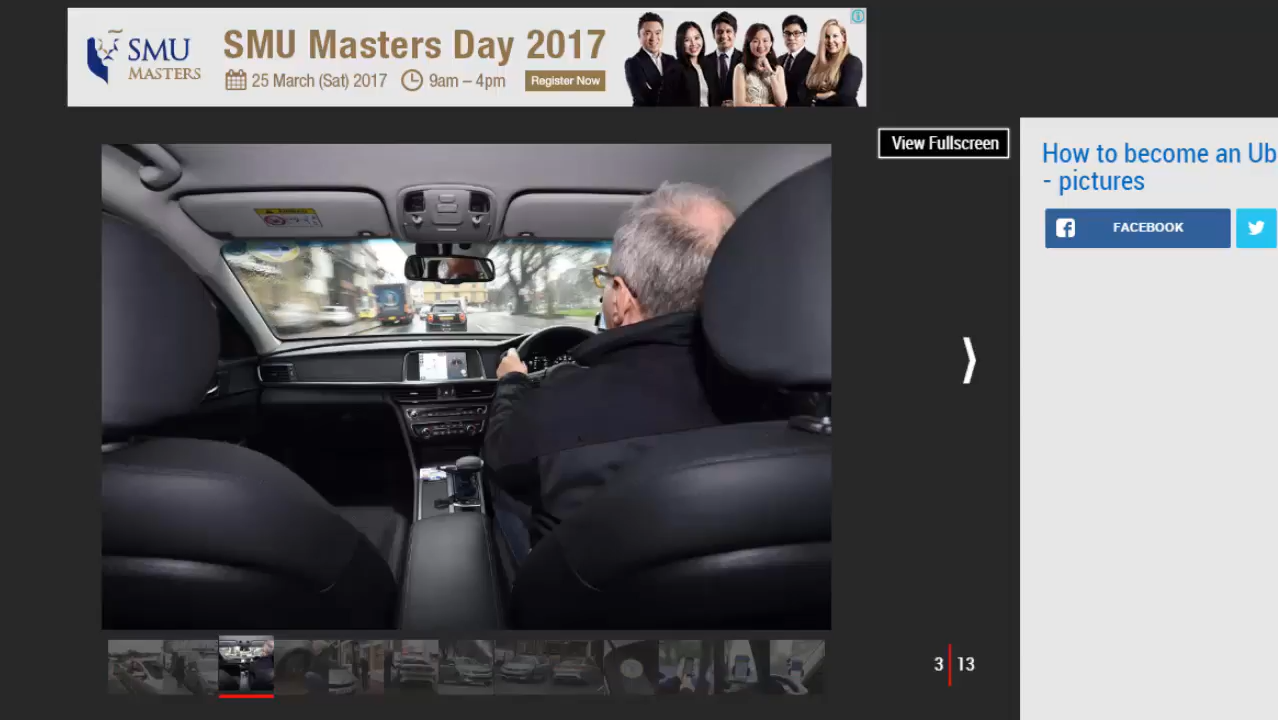 SMU
MASTERS
SMU Masters Day 2017
25 March (Sat) 2017 9am – 4pm Register Now
View Fullscreen
How to become an Ub
- pictures
FACEBOOK
3 13